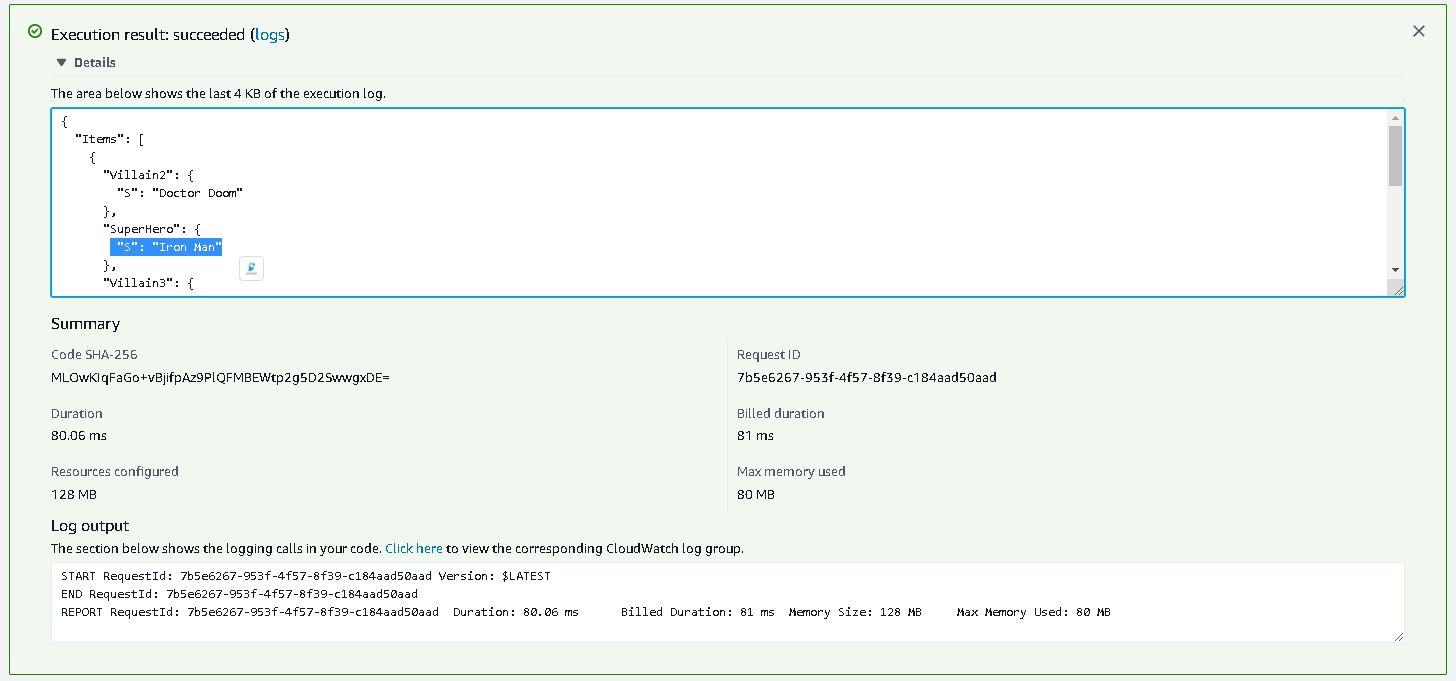 Execution result: succeeded (logs)
Details
The area below shows the last 4 KB of the execution log.
{
"Items": [
{
"Villain2": {
"S": "Doctor Doom"
},
"SuperHero": {
"S": "Iron Man"
},
"Villain3": {
Summary
Code SHA-256
MLOwKIqFaGo+vBjifpAz9PlQFMBEWtp2g5D2SwwgxDE=
Request ID
7b5e6267-953f-4f57-8f39-c184aad50aad
Duration
80.06 ms
Billed duration
81 ms
Resources configured
128 MB
Max memory used
80 MB
Log output
The section below shows the logging calls in your code. Click here to view the corresponding CloudWatch log group.
START RequestId: 7b5e6267-953f-4f57-8f39-c184aad50aad Version: $LATEST
END RequestId: 7b5e6267-953f-4f57-8f39-c184aad50aad
REPORT RequestId: 7b5e6267-953f-4f57-8f39-c184aad50aad Duration: 80.06 ms Billed Duration: 81 ms Memory Size: 128 MB Max Memory Used: 80 MB